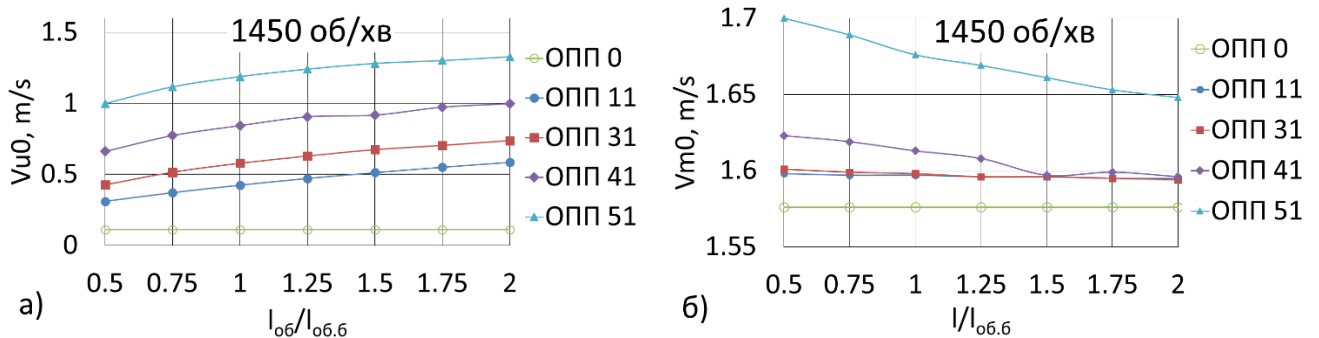 1450 об/хв
Vu0, m/s
1.5
1
0.5
0
0.5 0.75 1 1.25 1.5 1.75 2
lоб/lоб.б
а)
ОПП 0
ОПП 11
ОПП 31
ОПП 41
ОПП 51
1450 об/хв
Vm0, m/s
1.7
1.65
1.6
1.55
0.5 0.75 1 1.25 1.5 1.75 2
l/lоб.б
б)
ОПП 0
ОПП 11
ОПП 31
ОПП 41
ОПП 51